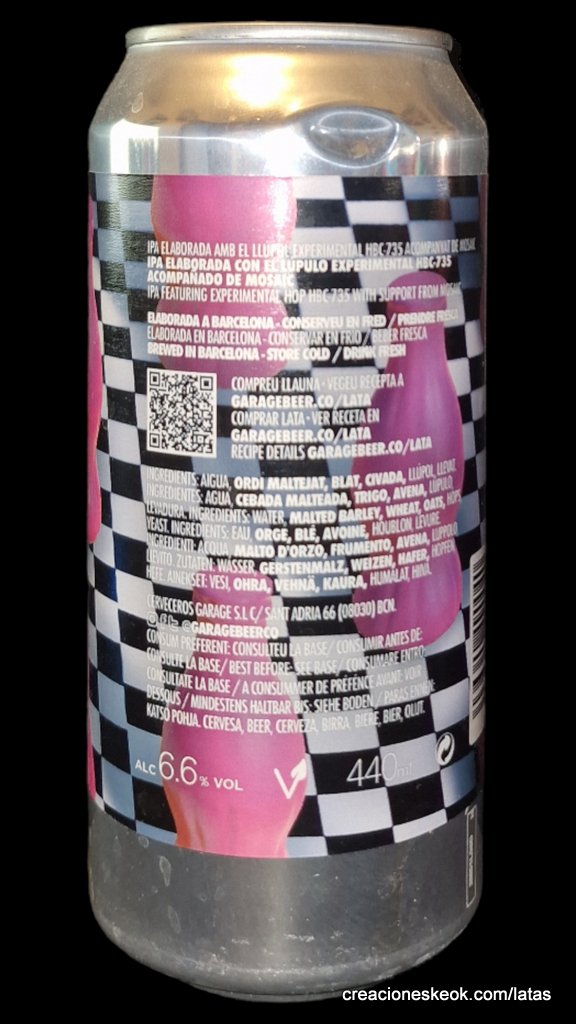 IPA ELABORADA AMB EL LLÚPOL EXPERIMENTAL HBC-735 ACOMPANYAT DE MOSAIC
IPA ELABORADA CON EL LÚPULO EXPERIMENTAL HBC-735
ACOMPAÑADO DE MOSAIC
IPA FEATURING EXPERIMENTAL HOP HBC 735 WITH SUPPORT FROM MOSAIC
ELABORADA A BARCELONA - CONSERVEU EN FRED / PRENDRE FRESCA
ELABORADA EN BARCELONA - CONSERVAR EN FRÍO / BEBER FRESCA
BREWED IN BARCELONA - STORE COLD / DRINK FRESH
COMPREU LLAUNA - VEGEU RECEPTA A
GARAGEBEER.CO/LATA
COMPRAR LATA - VER RECETA EN
GARAGEBEER.CO/LATA
RECIPE DETAILS GARAGEBEER.CO/LATA
INGREDIENTS: AIGUA, ORDI MALTEJAT, BLAT, CIVADA, LLÚPOL, LLEVAT.
INGREDIENTES: AGUA, CEBADA MALTEADA, TRIGO, AVENA, LÚPULO,
LEVADURA. INGREDIENTS: WATER, MALTED BARLEY, WHEAT, OATS, HOPS,
YEAST. INGREDIENTS: EAU, ORGE, BLÉ, AVOINE, HOUBLON, LEVURE.
INGREDIENTI: ACQUA, MALTO D'ORZO, FRUMENTO, AVENA, LUPPOLO,
LIEVITO. ZUTATEN: WASSER, GERSTENMALZ, WEIZEN, HAFER, HOPFEN,
HEFE. AINEKSET: VESI, OHRA, VEHNÄ, KAURA, HUMALAT, HIIVA.
CERVECEROS GARAGE S.L C/ SANT ADRIA 66 (08030) BCN.
@GARAGEBEERCO
CONSUM PREFERENT: CONSULTEU LA BASE / CONSUMIR ANTES DE:
CONSULTE LA BASE / BEST BEFORE: SEE BASE / CONSUMARE ENTRO:
CONSULTATE LA BASE / A CONSUMMER DE PRÉFÉNCE AVANT: VOIR
DESSOUS / MINDESTENS HALTBAR BIS: SIEHE BODEN / PARAS ENNEN:
KATSO POHJA. CERVESA, BEER, CERVEZA, BIRRA, BIÈRE, BIER, OLUT.
ALC 6.6% VOL
440ml
creacioneskeok.com/latas